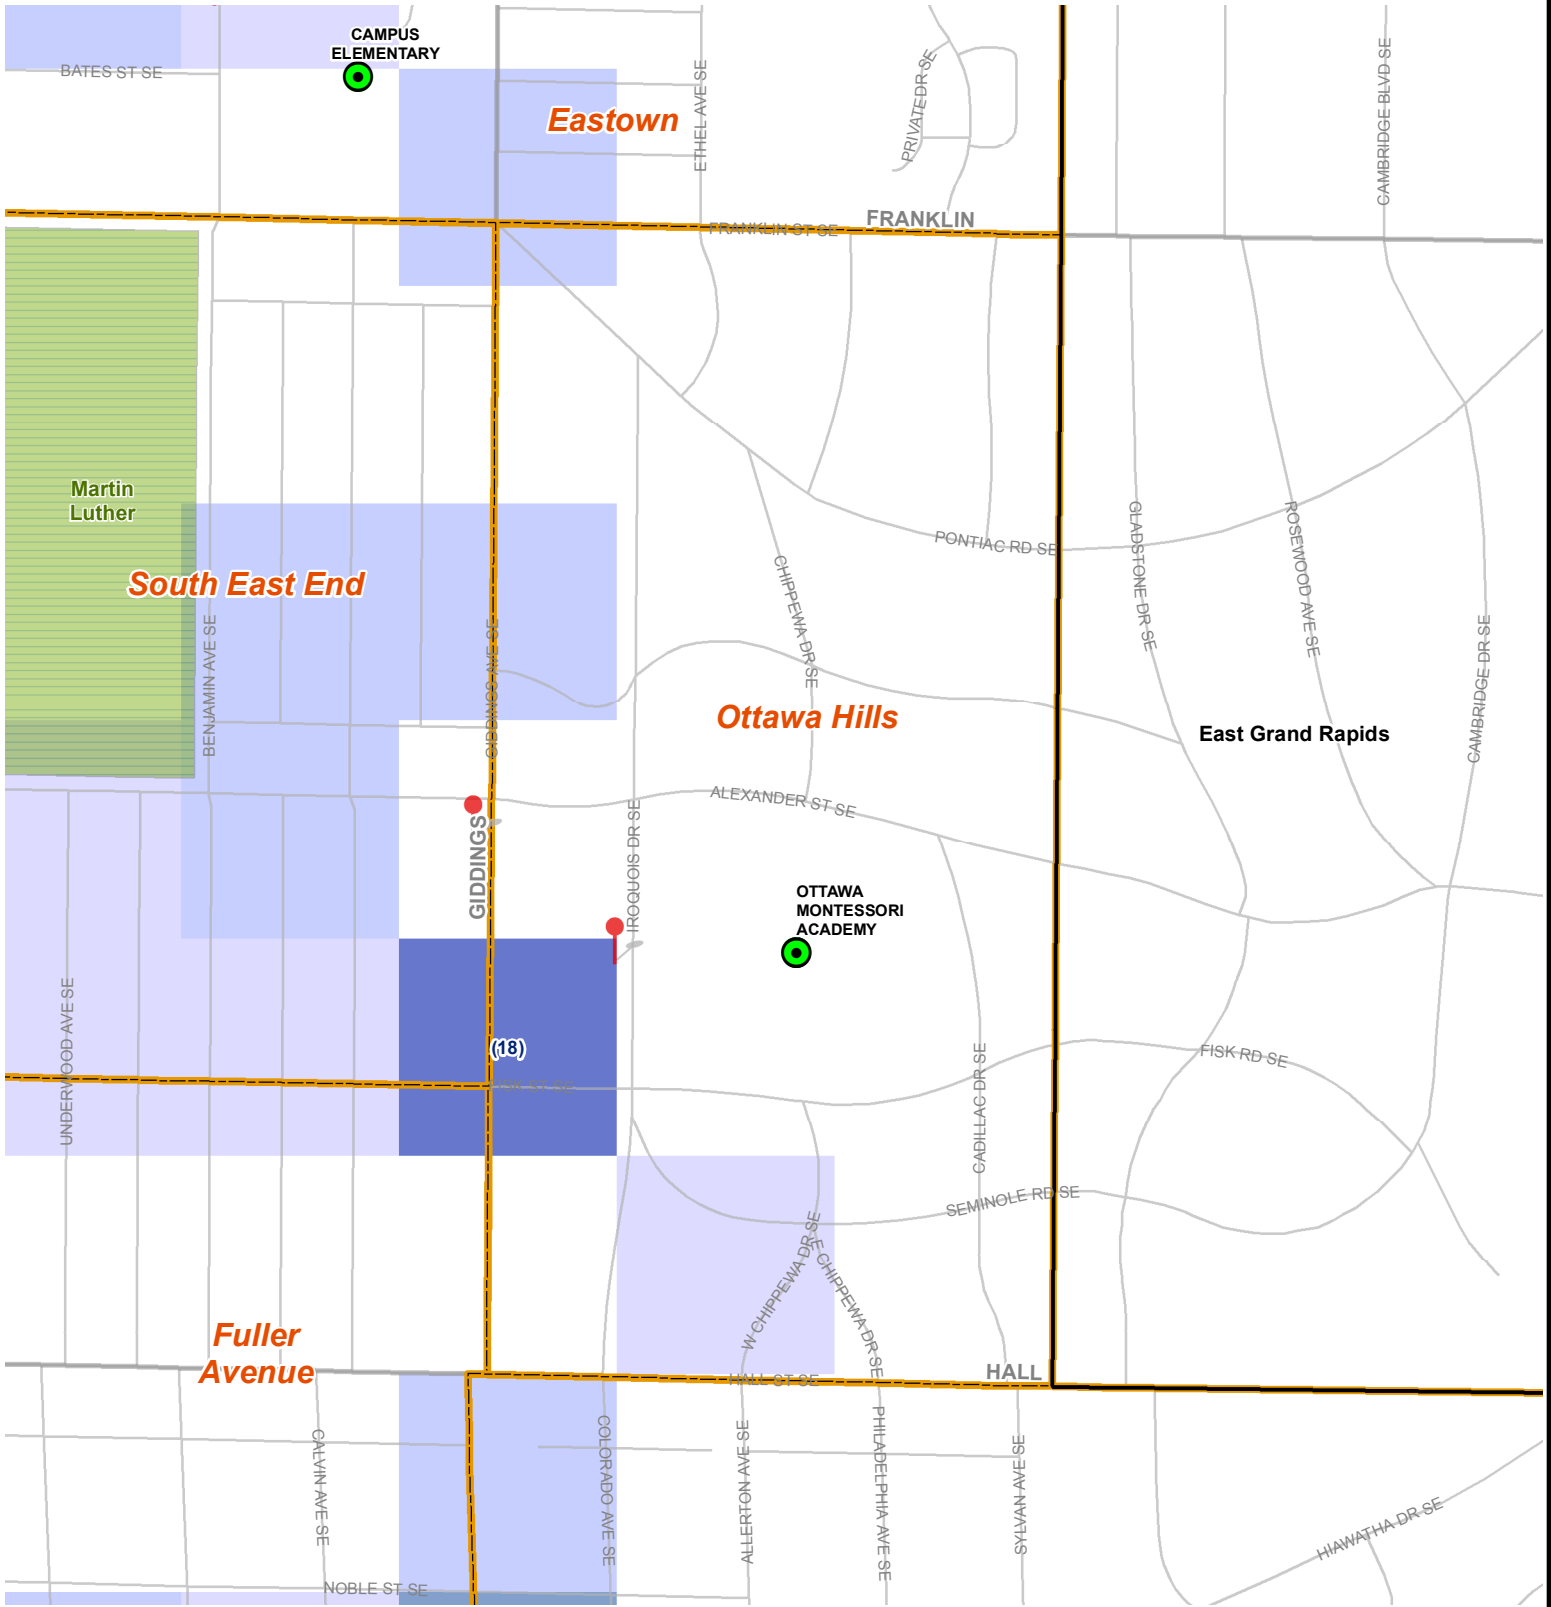 CAMPUS
ELEMENTARY
BATES ST SE
Eastown
ETHEL AVE SE
PRIVATE DR SE
CAMBRIDGE BLVD SE
FRANKLIN
FRANKLIN ST SE
Martin
Luther
South East End
PONTIAC RD SE
CHIPPEWA DR SE
GLADSTONE DR SE
ROSEWOOD AVE SE
BENJAMIN AVE SE
GIDDINGS AVE SE
CAMBRIDGE DR SE
Ottawa Hills
East Grand Rapids
ALEXANDER ST SE
GIDDINGS
IROQUOIS DR SE
OTTAWA
MONTESSORI
ACADEMY
UNDERWOOD AVE SE
(18)
FISK RD SE
CADILLAC DR SE
SEMINOLE RD SE
W CHIPPEWA DR SE
E CHIPPEWA DR SE
Fuller
Avenue
HALL
HALL ST SE
CALVIN AVE SE
COLORADO AVE SE
ALLERTON AVE SE
PHILADELPHIA AVE SE
SYLVAN AVE SE
HIAWATHA DR SE
NOBLE ST SE